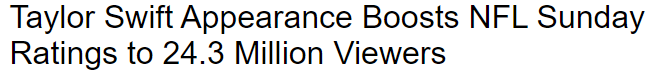 Taylor Swift Appearance Boosts NFL Sunday
Ratings to 24.3 Million Viewers